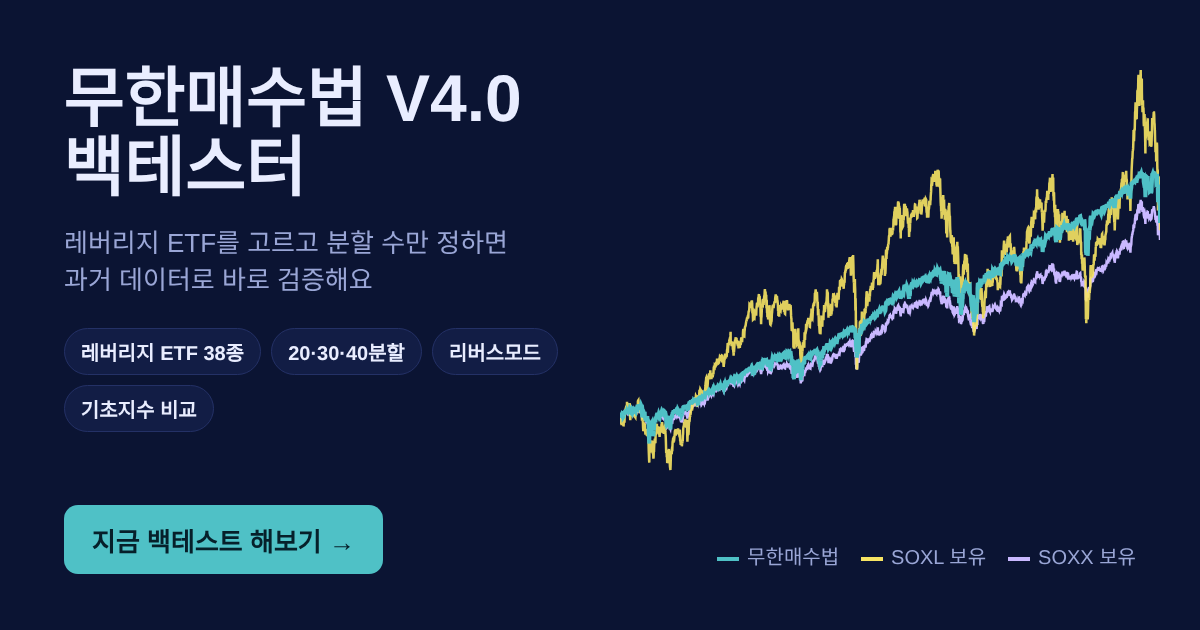 무한매수법 V4.0
백테스터
레버리지 ETF를 고르고 분할 수만 정하면
과거 데이터로 바로 검증해요
레버리지 ETF 38종
20·30·40분할
리버스모드
기초지수 비교
지금 백테스트 해보기 →
무한매수법
SOXL 보유
SOXX 보유